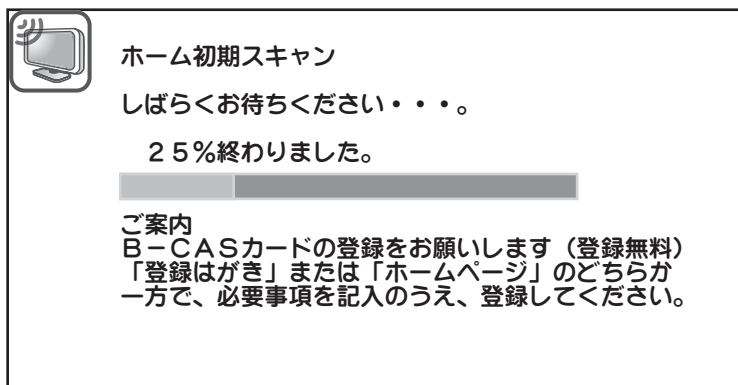 ホーム初期スキャン
しばらくお待ちください・・・。
２５％終わりました。
ご案内
Ｂ－ＣＡＳカードの登録をお願いします（登録無料）
「登録はがき」または「ホームページ」のどちらか
一方で、必要事項を記入のうえ、登録してください。